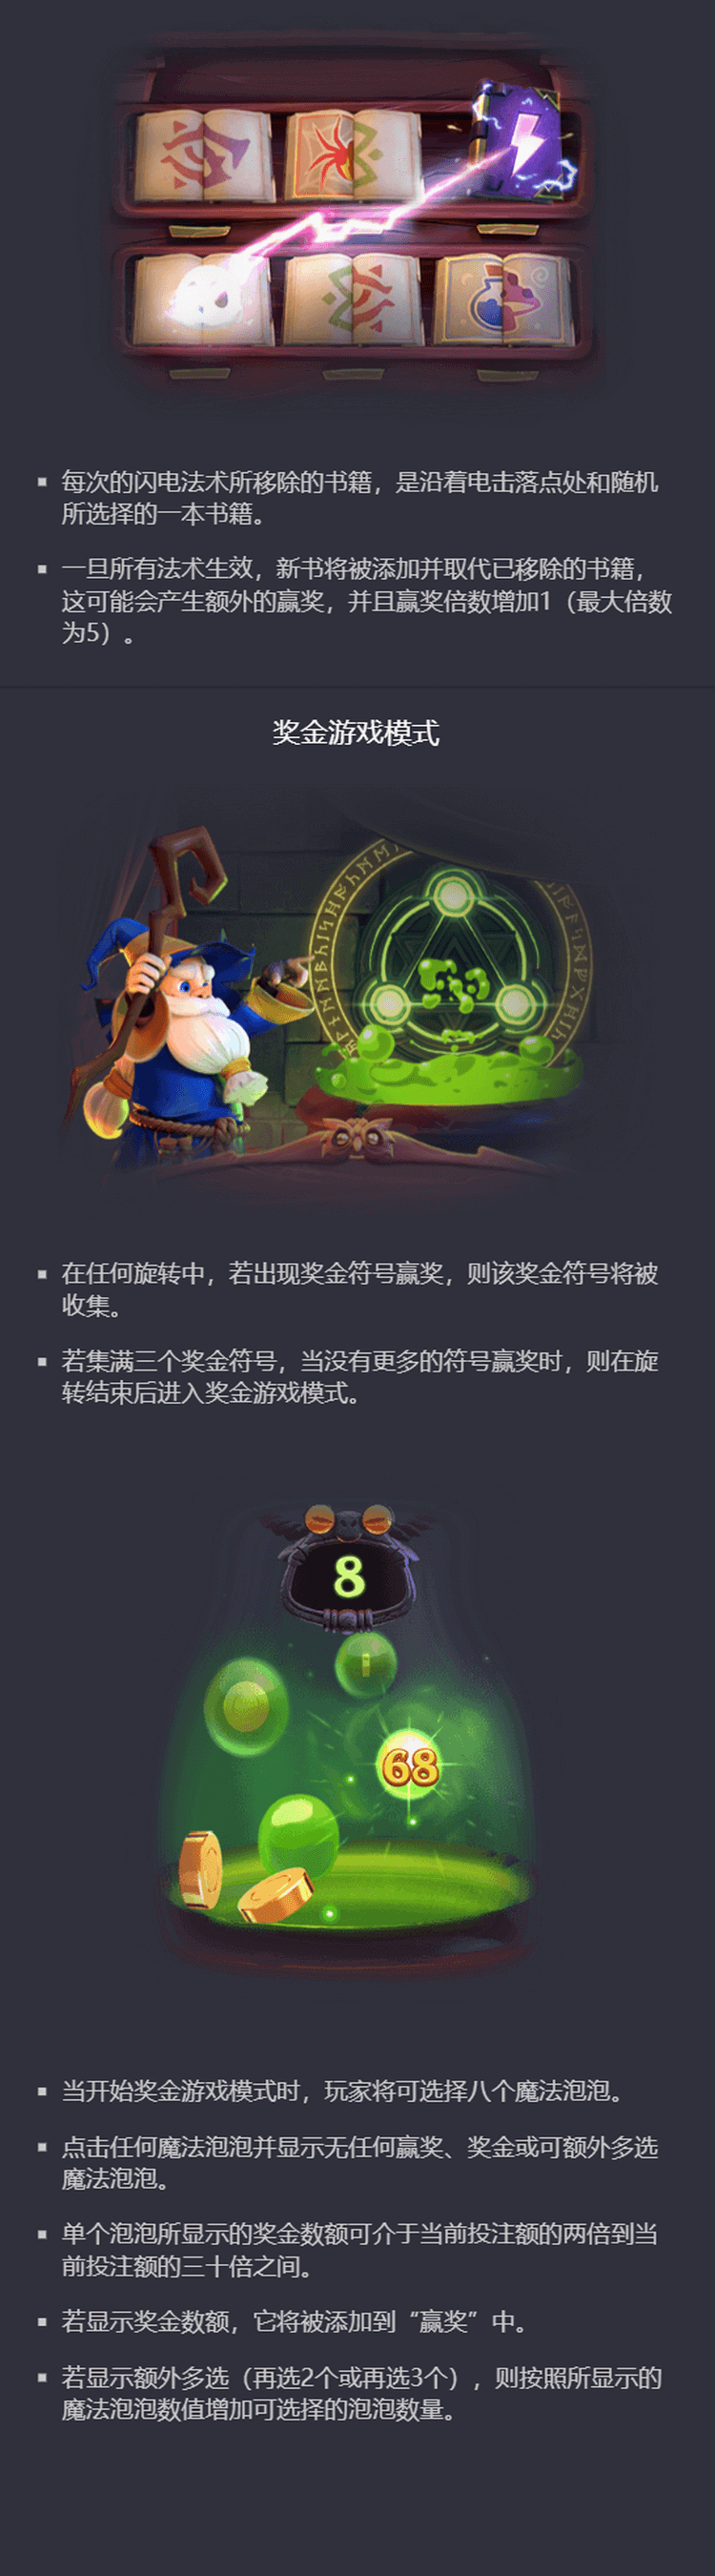 每次的闪电法术所移除的书籍，是沿着电击落点处和随机
所选择的一本书籍。
一旦所有法术生效，新书将被添加并取代已移除的书籍，
这可能会产生额外的赢奖，并且赢奖倍数增加1（最大倍数
为5）。
奖金游戏模式
在任何旋转中，若出现奖金符号赢奖，则该奖金符号将被
收集。
若集满三个奖金符号，当没有更多的符号赢奖时，则在旋
转结束后进入奖金游戏模式。
8
68
当开始奖金游戏模式时，玩家将可选择八个魔法泡泡。
点击任何魔法泡泡并显示无任何赢奖、奖金或可额外多选
魔法泡泡。
单个泡泡所显示的奖金数额可介于当前投注额的两倍到当
前投注额的三十倍之间。
若显示奖金数额，它将被添加到“赢奖”中。
若显示额外多选（再选2个或再选3个），则按照所显示的
魔法泡泡数值增加可选择的泡泡数量。